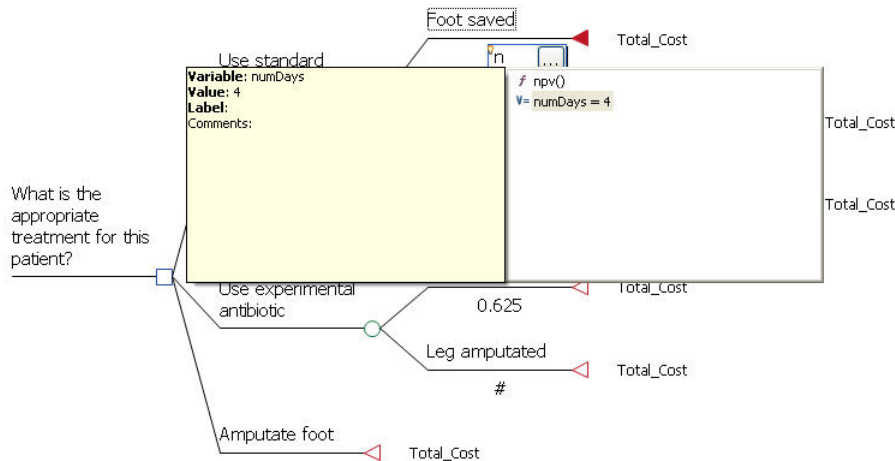 Foot saved
Total_Cost
Use standard
n
...
Variable: numDays
Value: 4
Label:
Comments:
f npv()
V= numDays = 4
Total_Cost
Total_Cost
What is the
appropriate
treatment for this
patient?
Use experimental
antibiotic
0.625
Total_Cost
Leg amputated
#
Total_Cost
Amputate foot
Total_Cost